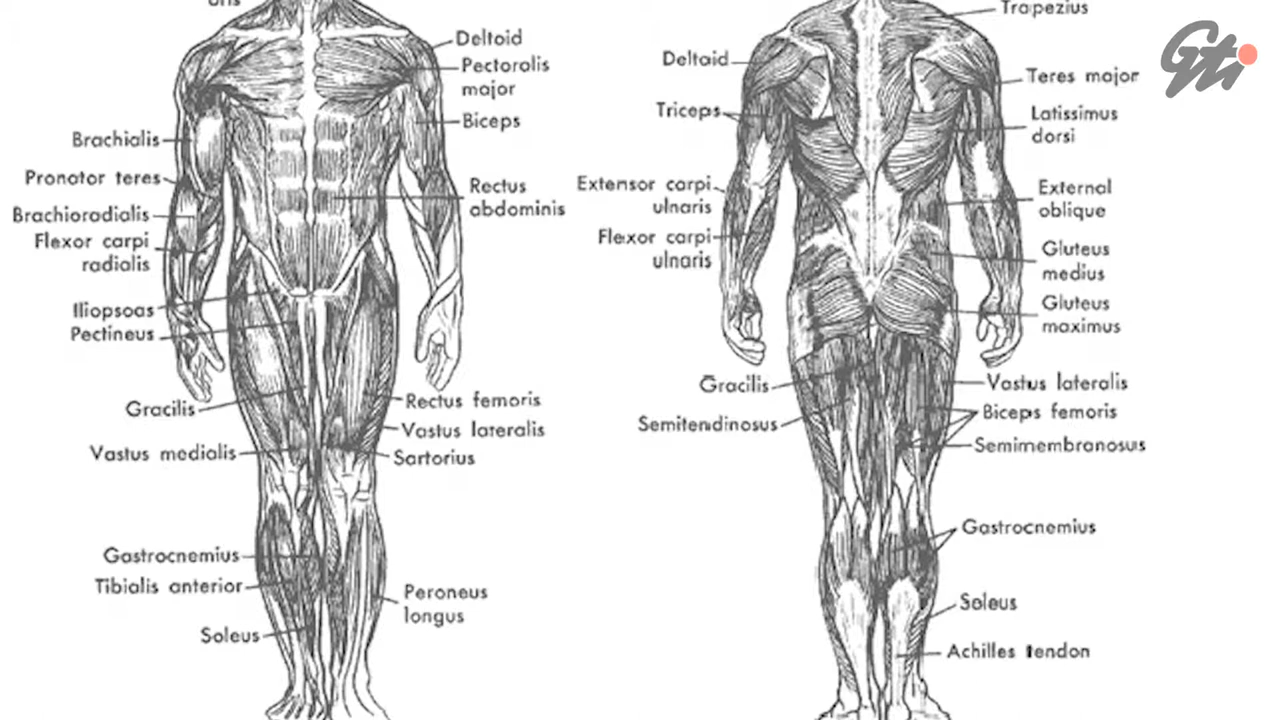 Deltoid
Pectoralis
major
Biceps
Brachialis
Pronator teres
Brachioradialis
Flexor carpi
radialis
Rectus
abdominis
Iliopsoas
Pectineus
Gracilis
Vastus medialis
Rectus femoris
Vastus lateralis
Sartorius
Gastrocnemius
Tibialis anterior
Soleus
Peroneus
longus
Trapezius
Deltoid
Triceps
Teres major
Latissimus
dorsi
Extensor carpi
ulnaris
Flexor carpi
ulnaris
External
oblique
Gluteus
medius
Gluteus
maximus
Gracilis
Semitendinosus
Vastus lateralis
Biceps femoris
Semimembranosus
Gastrocnemius
Soleus
Achilles tendon
Gti